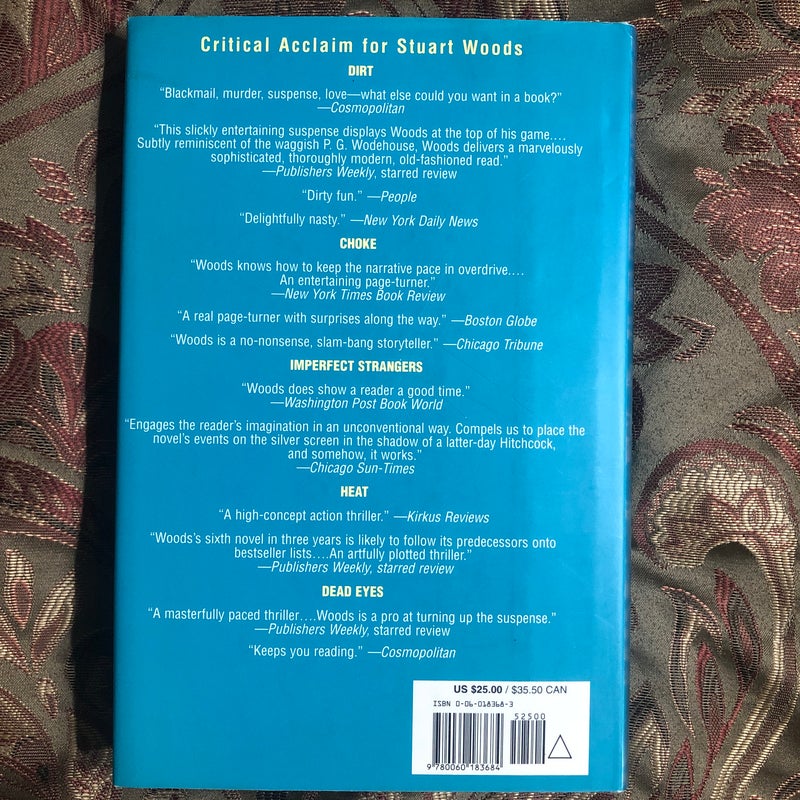 Critical Acclaim for Stuart Woods
DIRT
“Blackmail, murder, suspense, love—what else could you want in a book?”
—Cosmopolitan
“This slickly entertaining suspense displays Woods at the top of his game....
Subtly reminiscent of the waggish P. G. Wodehouse, Woods delivers a marvelously
sophisticated, thoroughly modern, old-fashioned read.”
—Publishers Weekly, starred review
“Dirty fun.” —People
“Delightfully nasty.” —New York Daily News
CHOKE
“Woods knows how to keep the narrative pace in overdrive....
An entertaining page-turner.”
—New York Times Book Review
“A real page-turner with surprises along the way.” —Boston Globe
“Woods is a no-nonsense, slam-bang storyteller.” —Chicago Tribune
IMPERFECT STRANGERS
“Woods does show a reader a good time.”
—Washington Post Book World
“Engages the reader’s imagination in an unconventional way. Compels us to place the
novel’s events on the silver screen in the shadow of a latter-day Hitchcock,
and somehow, it works.”
—Chicago Sun-Times
HEAT
“A high-concept action thriller.” —Kirkus Reviews
“Woods’s sixth novel in three years is likely to follow its predecessors onto
bestseller lists....An artfully plotted thriller.”
—Publishers Weekly, starred review
DEAD EYES
“A masterfully paced thriller....Woods is a pro at turning up the suspense.”
—Publishers Weekly, starred review
“Keeps you reading.” —Cosmopolitan
US $25.00 / $35.50 CAN
ISBN 0-06-018368-3
52500
9 780060 183684